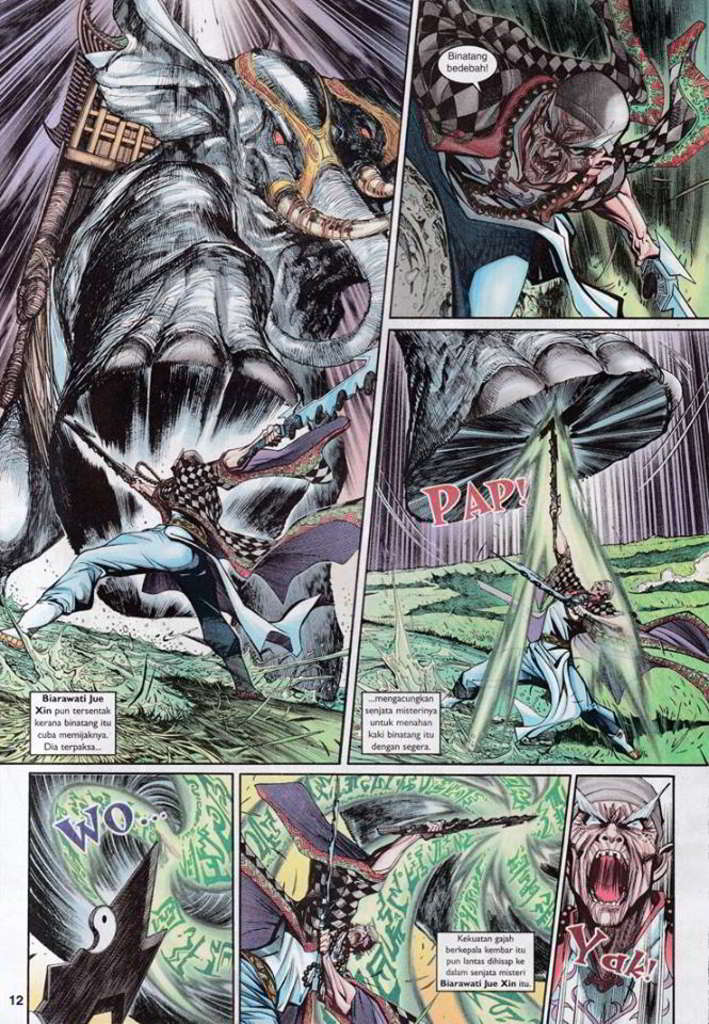 Binatang
bedebah!
Biarawati Jue
Xin pun tersentak
kerana binatang itu
cuba memijaknya.
Dia terpaksa...
PAP!
...mengacungkan
senjata misterinya
untuk menahan
kaki binatang itu
dengan segera.
WO...
Kekuatan gajah
berkepala kembar itu
pun lantas dihisap ke
dalam senjata misteri
Biarawati Jue Xin itu.
Yak!
12